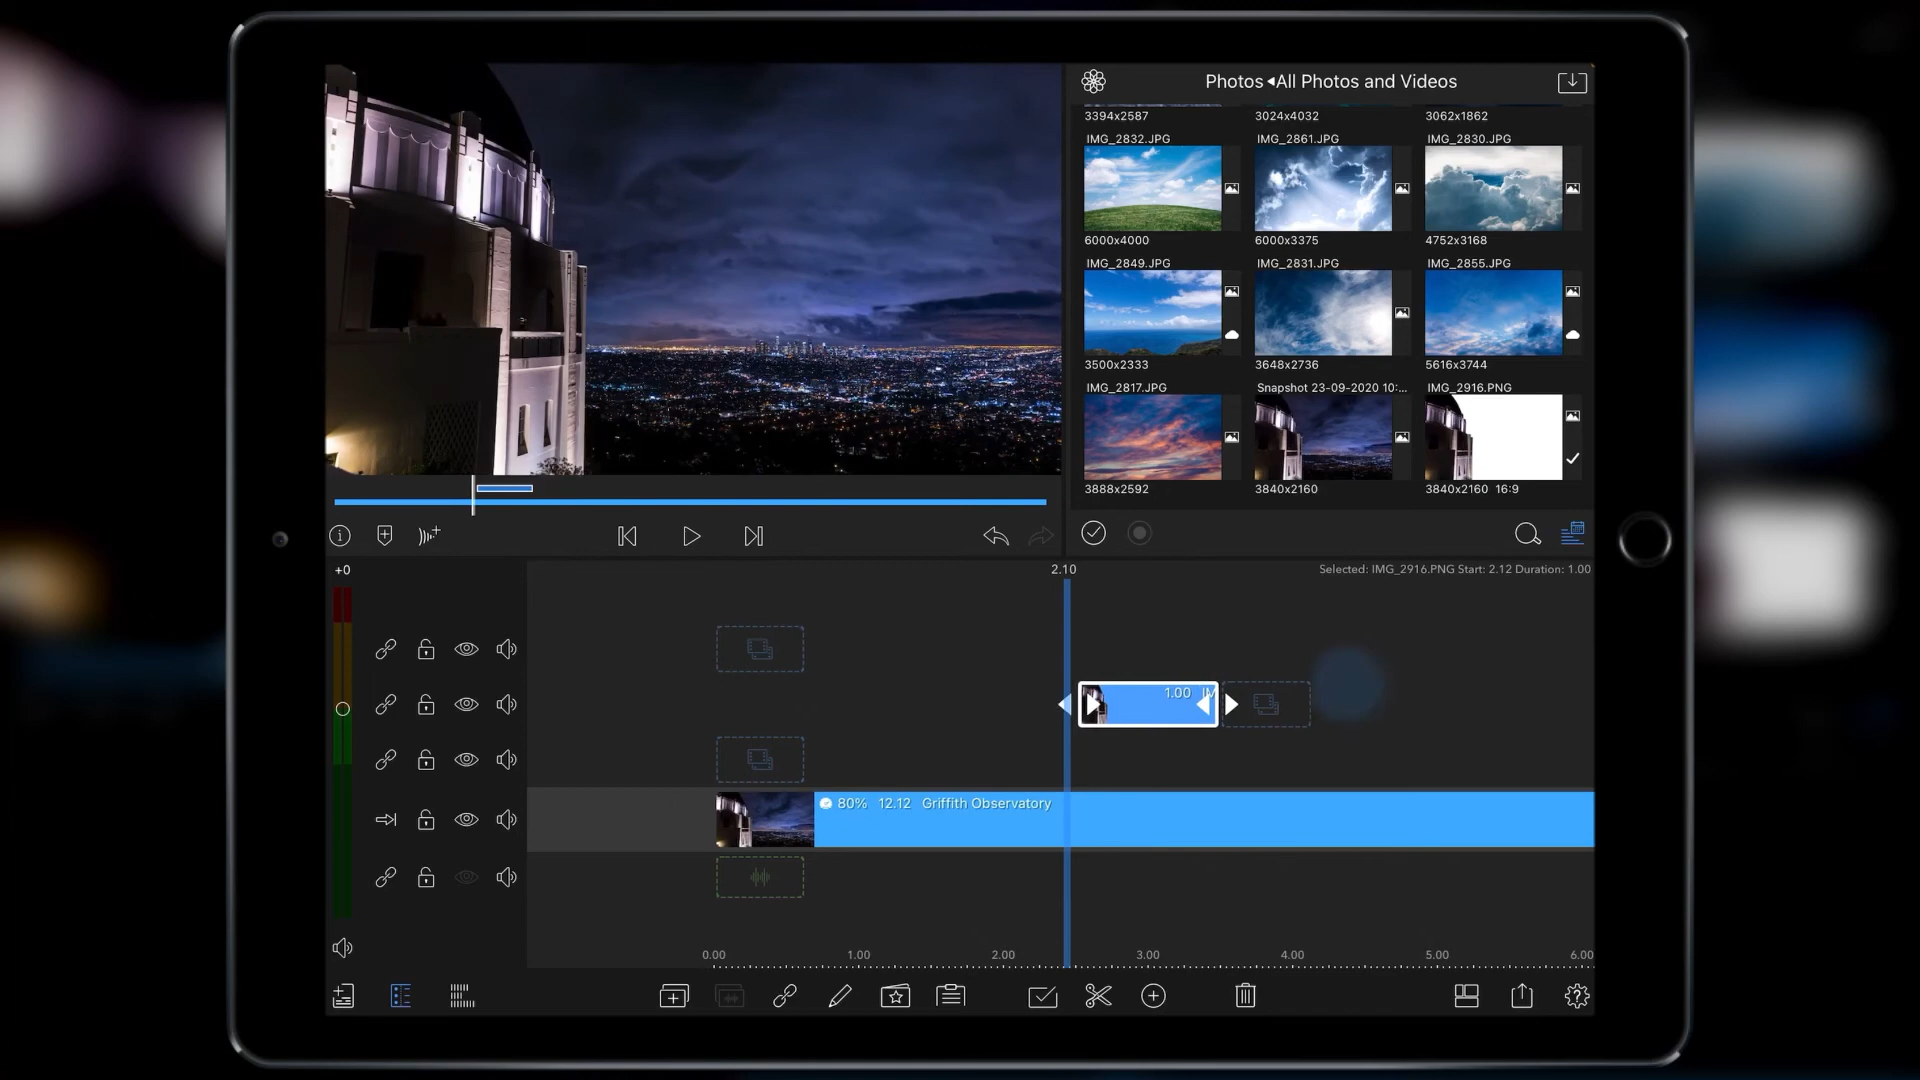 Photos ◂All Photos and Videos
3394x2587
3024x4032
3062x1862
IMG_2832.JPG
IMG_2861.JPG
IMG_2830.JPG
6000x4000
6000x3375
4752x3168
IMG_2849.JPG
IMG_2831.JPG
IMG_2855.JPG
3500x2333
3648x2736
5616x3744
IMG_2817.JPG
Snapshot 23-09-2020 10:...
IMG_2916.PNG
3888x2592
3840x2160
3840x2160 16:9
+0
2.10
Selected: IMG_2916.PNG Start: 2.12 Duration: 1.00
1.00 IM
80% 12.12 Griffith Observatory
0.00 1.00 2.00 3.00 4.00 5.00 6.00